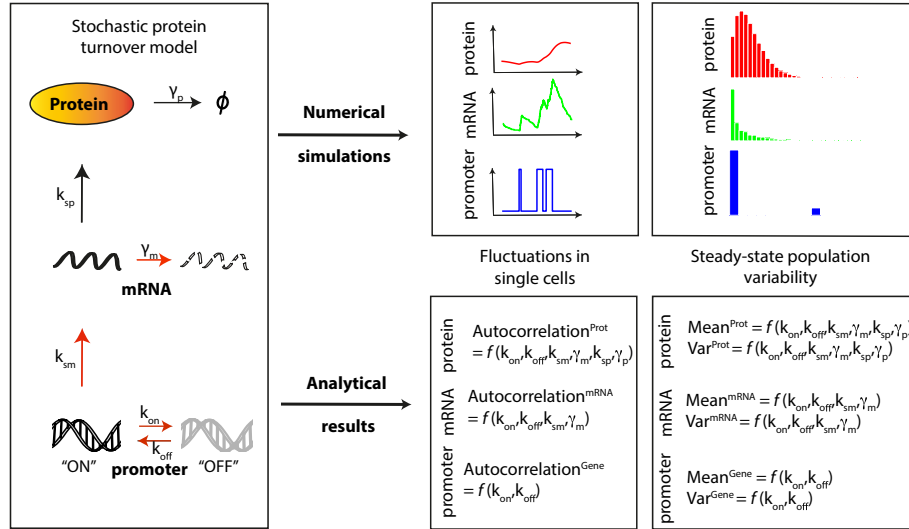 Stochastic protein
turnover model
Protein
γp
ϕ
ksp
γm
mRNA
ksm
kon
koff
"ON"
promoter
"OFF"
Numerical
simulations
Analytical
results
protein
mRNA
promoter
Fluctuations in
single cells
protein
mRNA
promoter
Steady-state population
variability
protein
Autocorrelation^Prot
= f(kon,koff,ksm,γm,ksp,γp)
mRNA
Autocorrelation^mRNA
= f(kon,koff,ksm,γm)
promoter
Autocorrelation^Gene
= f(kon,koff)
protein
Mean^Prot = f(kon,koff,ksm,γm,ksp,γp)
Var^Prot = f(kon,koff,ksm,γm,ksp,γp)
mRNA
Mean^mRNA = f(kon,koff,ksm,γm)
Var^mRNA = f(kon,koff,ksm,γm)
promoter
Mean^Gene = f(kon,koff)
Var^Gene = f(kon,koff)